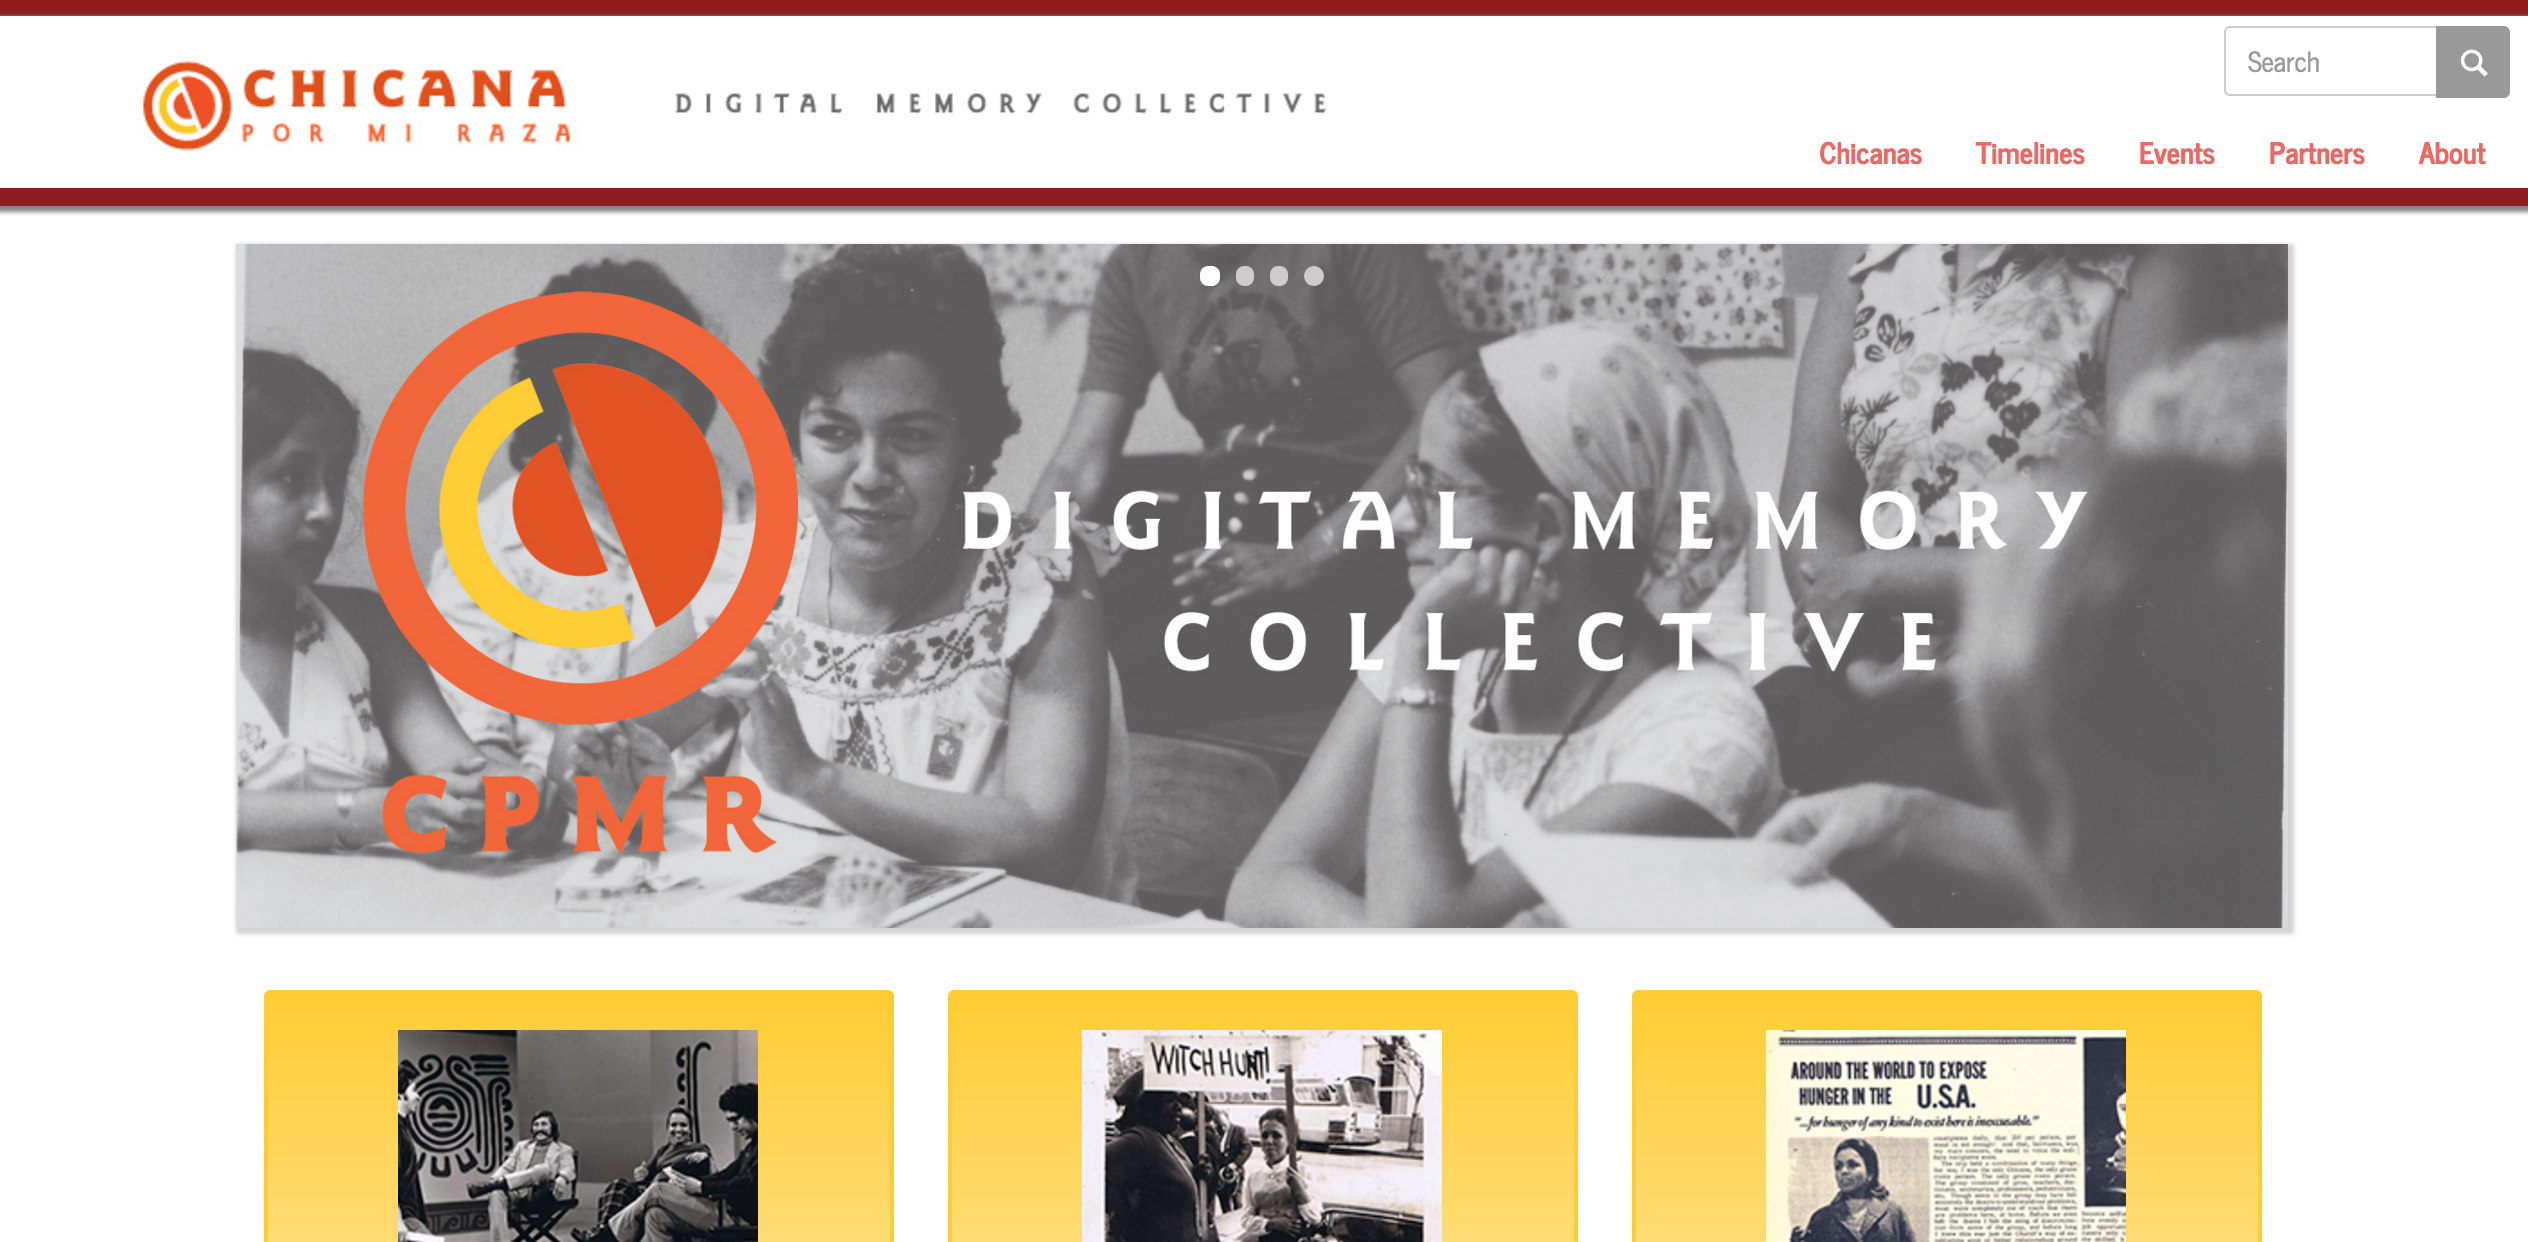 CHICANA
POR MI RAZA
DIGITAL MEMORY COLLECTIVE
Search
Chicanas
Timelines
Events
Partners
About
DIGITAL MEMORY
COLLECTIVE
CPMR
WITCH HUNT!
AROUND THE WORLD TO EXPOSE
HUNGER IN THE U.S.A.
"...for hunger of any kind to exist here is inexcusable."